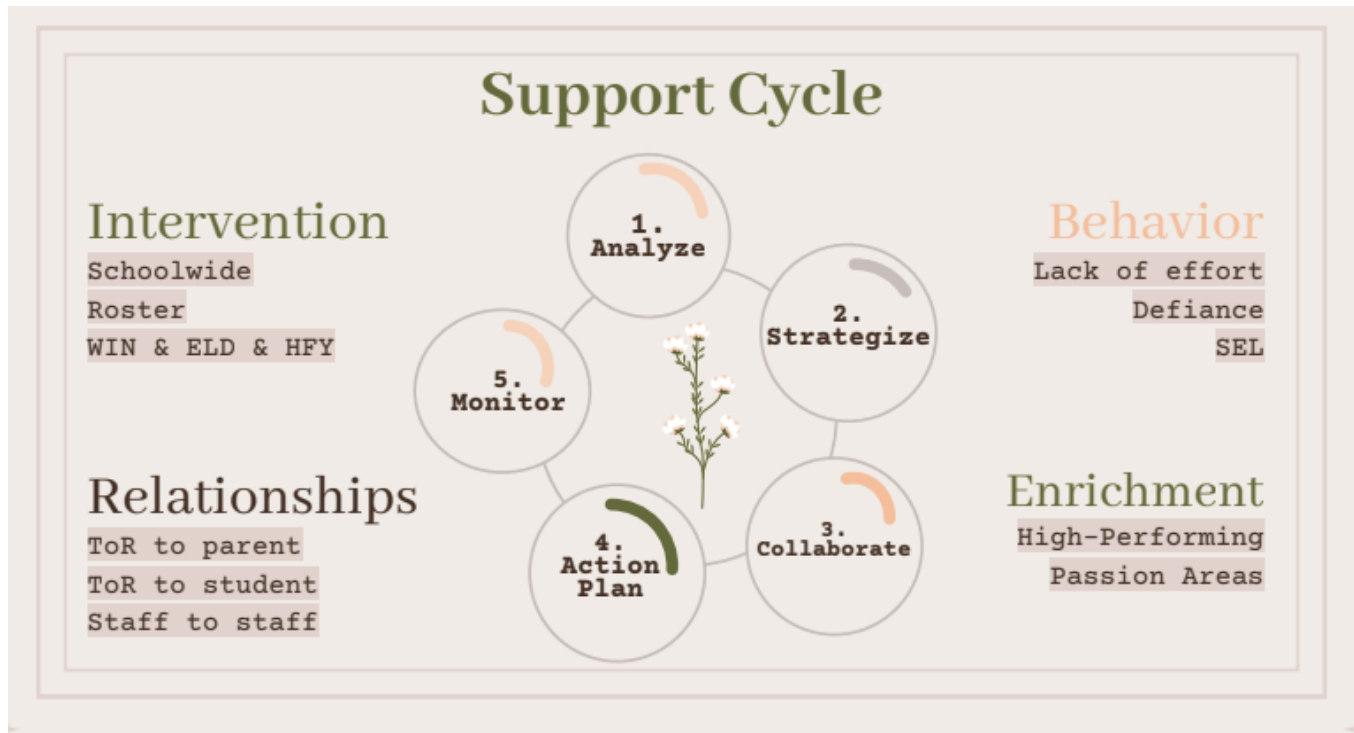 Support Cycle
Intervention
Schoolwide
Roster
WIN & ELD & HFY
Relationships
ToR to parent
ToR to student
Staff to staff
1.
Analyze
2.
Strategize
3.
Collaborate
4.
Action
Plan
5.
Monitor
Behavior
Lack of effort
Defiance
SEL
Enrichment
High-Performing
Passion Areas